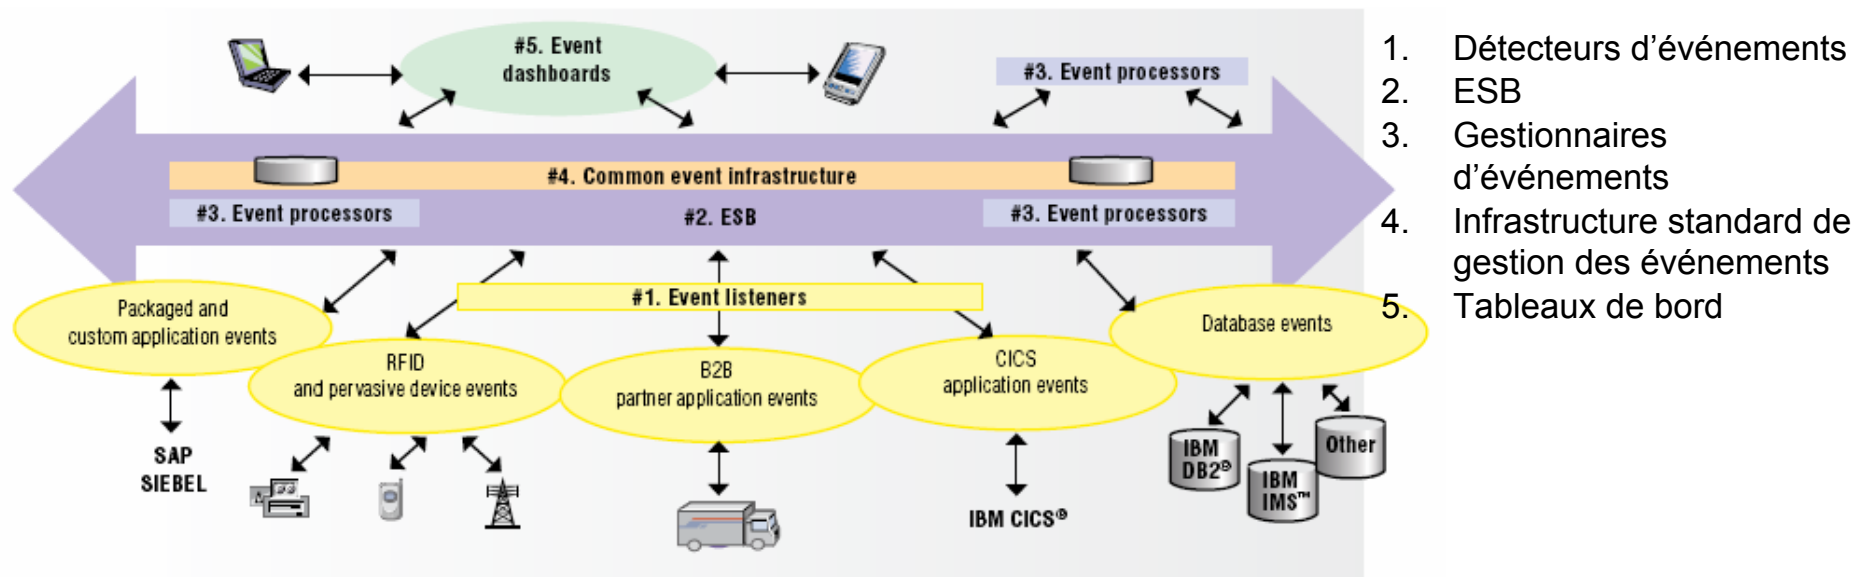 #5. Event
dashboards
#3. Event processors
#4. Common event infrastructure
#3. Event processors
#2. ESB
#3. Event processors
#1. Event listeners
Packaged and
custom application events
RFID
and pervasive device events
B2B
partner application events
CICS
application events
Database events
SAP
SIEBEL
IBM CICS®
IBM
DB2®
IBM
IMS™
Other
1. Détecteurs d’événements
2. ESB
3. Gestionnaires
d’événements
4. Infrastructure standard de
gestion des événements
5. Tableaux de bord